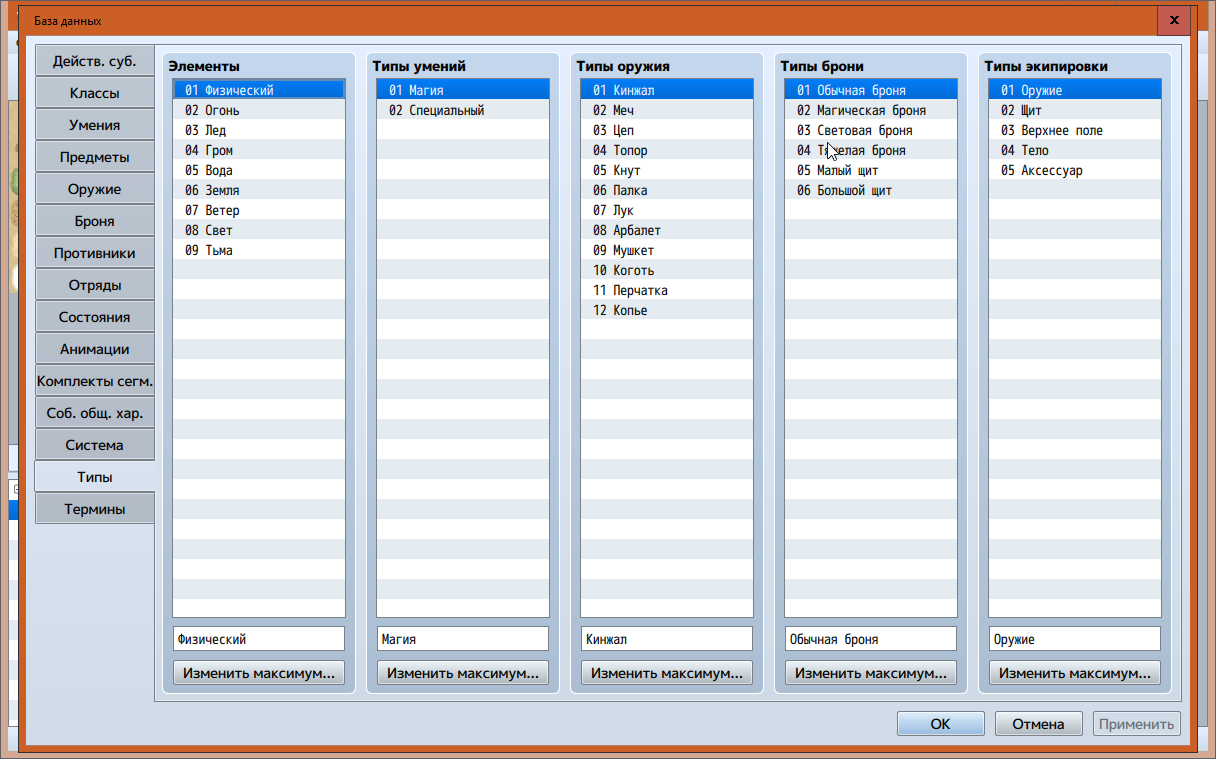 База данных
x
Действ. суб.
Классы
Умения
Предметы
Оружие
Броня
Противники
Отряды
Состояния
Анимации
Комплекты сегм.
Соб. общ. хар.
Система
Типы
Термины
Элементы
01 Физический
02 Огонь
03 Лед
04 Гром
05 Вода
06 Земля
07 Ветер
08 Свет
09 Тьма
Физический
Изменить максимум...
Типы умений
01 Магия
02 Специальный
Магия
Изменить максимум...
Типы оружия
01 Кинжал
02 Меч
03 Цеп
04 Топор
05 Кнут
06 Палка
07 Лук
08 Арбалет
09 Мушкет
10 Коготь
11 Перчатка
12 Копье
Кинжал
Изменить максимум...
Типы брони
01 Обычная броня
02 Магическая броня
03 Световая броня
04 Тяжелая броня
05 Малый щит
06 Большой щит
Обычная броня
Изменить максимум...
Типы экипировки
01 Оружие
02 Щит
03 Верхнее поле
04 Тело
05 Аксессуар
Оружие
Изменить максимум...
OK
Отмена
Применить